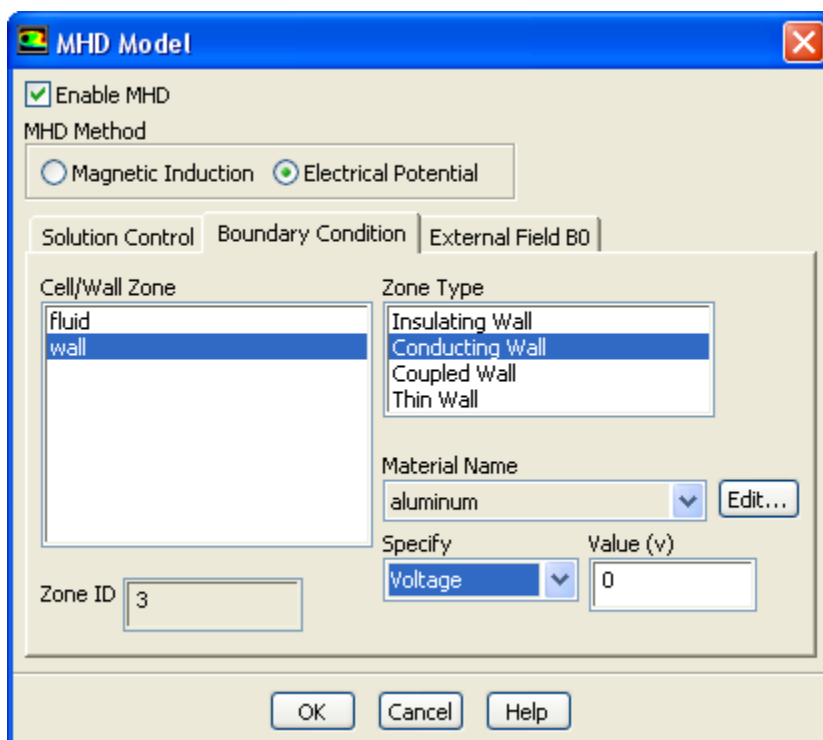 MHD Model
Enable MHD
MHD Method
Magnetic Induction Electrical Potential
Solution Control Boundary Condition External Field B0
Cell/Wall Zone
fluid
wall
Zone Type
Insulating Wall
Conducting Wall
Coupled Wall
Thin Wall
Material Name
aluminum Edit...
Specify Value (v)
Voltage 0
Zone ID 3
OK Cancel Help